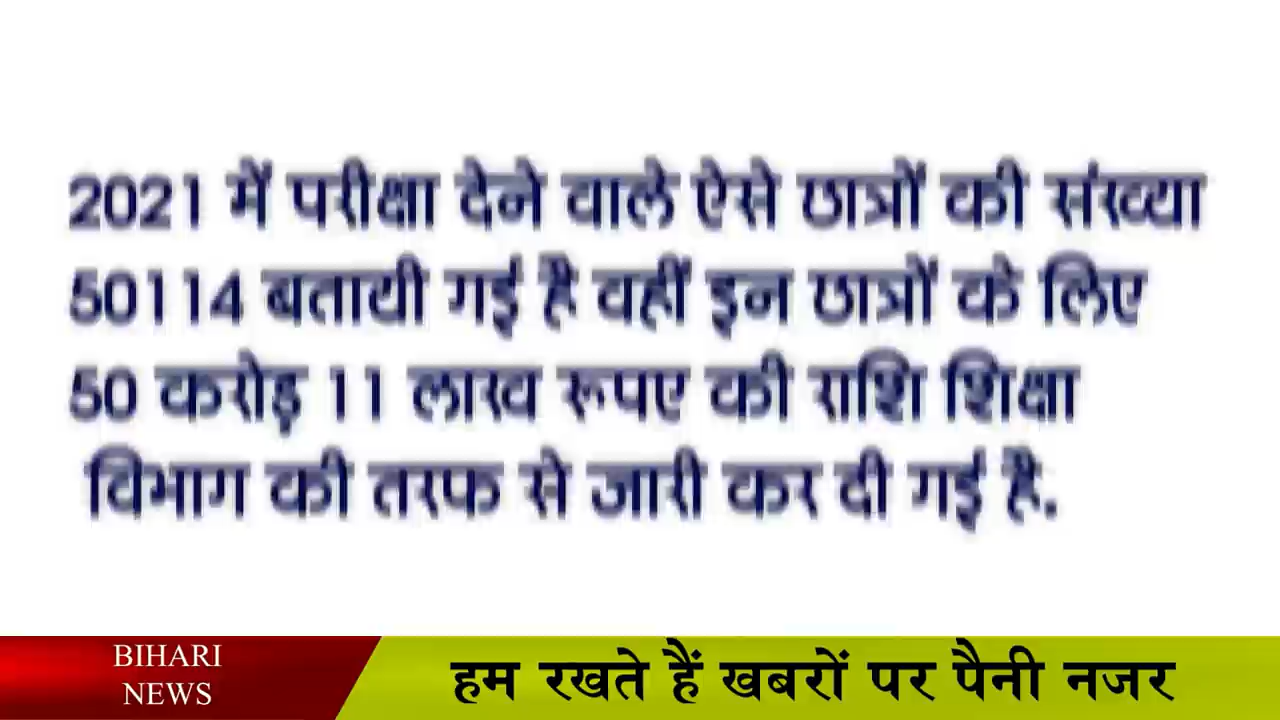 2021 में परीक्षा देने वाले ऐसे छात्रों की संख्या
50114 बतायी गई है वहीं इन छात्रों के लिए
50 करोड़ 11 लाख रूपए की राशि शिक्षा
विभाग की तरफ से जारी कर दी गई है.
BIHARI
NEWS
हम रखते हैं खबरों पर पैनी नजर